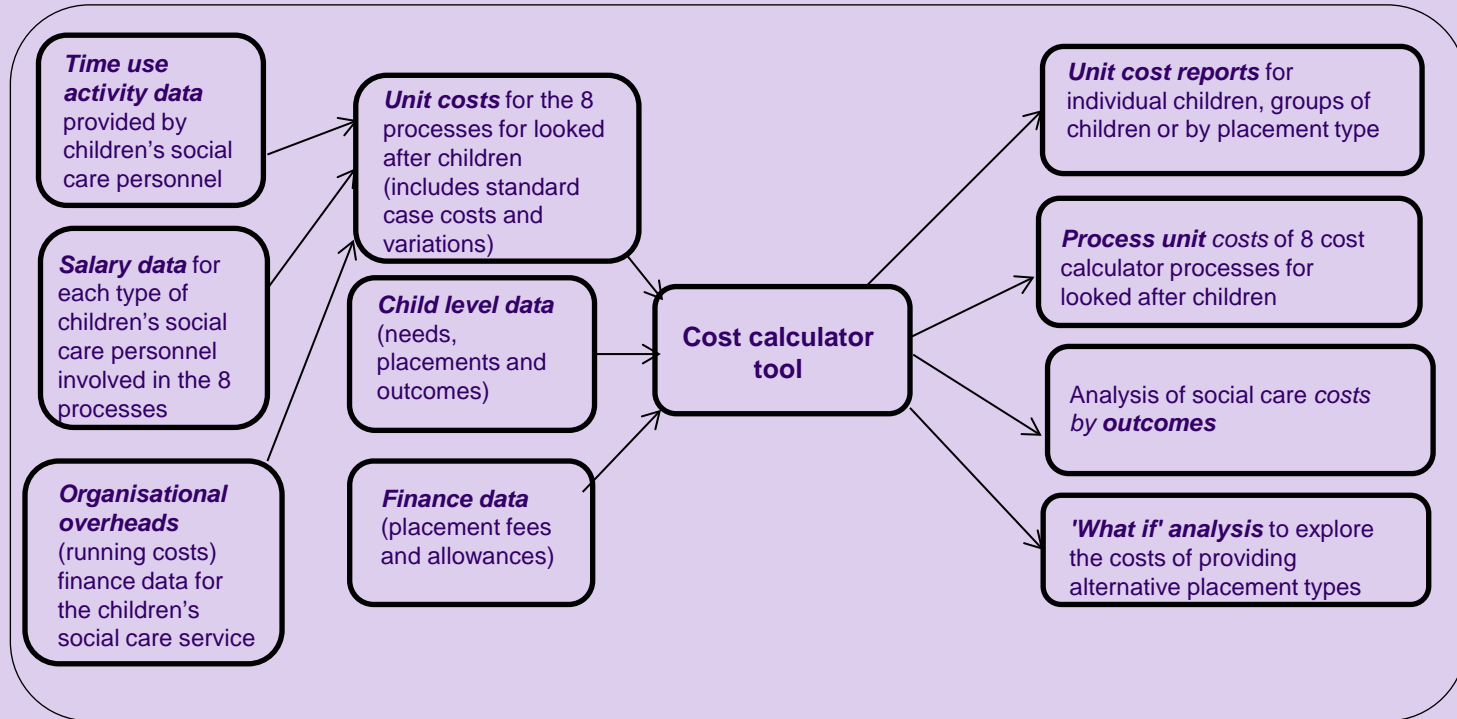 Time use
activity data
provided by
children's social
care personnel
Salary data for
each type of
children's social
care personnel
involved in the 8
processes
Organisational
overheads
(running costs)
finance data for
the children's
social care service
Unit costs for the 8
processes for looked
after children
(includes standard
case costs and
variations)
Child level data
(needs,
placements and
outcomes)
Finance data
(placement fees
and allowances)
Cost calculator
tool
Unit cost reports for
individual children, groups of
children or by placement type
Process unit costs of 8 cost
calculator processes for
looked after children
Analysis of social care costs
by outcomes
'What if' analysis to explore
the costs of providing
alternative placement types